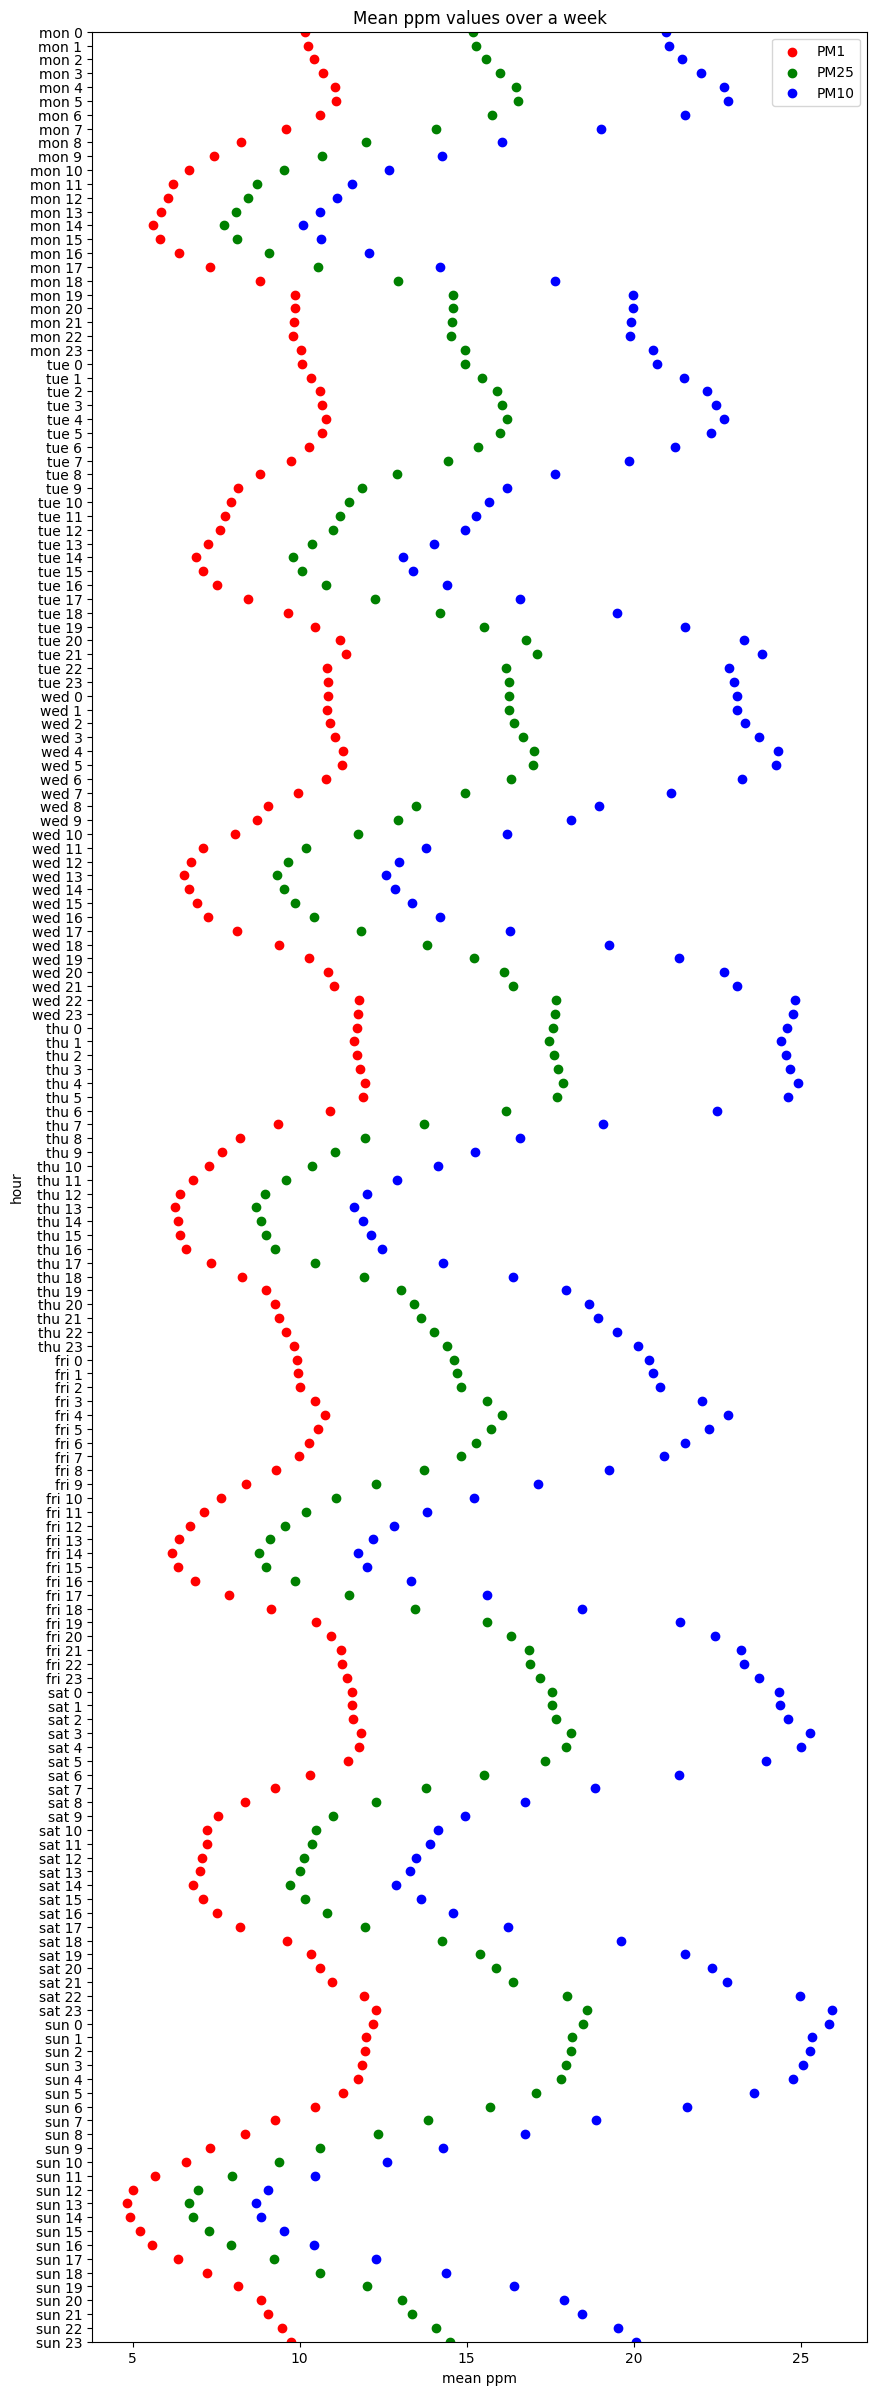 Mean ppm values over a week
PM1
PM25
PM10
mon 0
mon 1
mon 2
mon 3
mon 4
mon 5
mon 6
mon 7
mon 8
mon 9
mon 10
mon 11
mon 12
mon 13
mon 14
mon 15
mon 16
mon 17
mon 18
mon 19
mon 20
mon 21
mon 22
mon 23
tue 0
tue 1
tue 2
tue 3
tue 4
tue 5
tue 6
tue 7
tue 8
tue 9
tue 10
tue 11
tue 12
tue 13
tue 14
tue 15
tue 16
tue 17
tue 18
tue 19
tue 20
tue 21
tue 22
tue 23
wed 0
wed 1
wed 2
wed 3
wed 4
wed 5
wed 6
wed 7
wed 8
wed 9
wed 10
wed 11
wed 12
wed 13
wed 14
wed 15
wed 16
wed 17
wed 18
wed 19
wed 20
wed 21
wed 22
wed 23
thu 0
thu 1
thu 2
thu 3
thu 4
thu 5
thu 6
thu 7
thu 8
thu 9
thu 10
thu 11
thu 12
thu 13
thu 14
thu 15
thu 16
thu 17
thu 18
thu 19
thu 20
thu 21
thu 22
thu 23
fri 0
fri 1
fri 2
fri 3
fri 4
fri 5
fri 6
fri 7
fri 8
fri 9
fri 10
fri 11
fri 12
fri 13
fri 14
fri 15
fri 16
fri 17
fri 18
fri 19
fri 20
fri 21
fri 22
fri 23
sat 0
sat 1
sat 2
sat 3
sat 4
sat 5
sat 6
sat 7
sat 8
sat 9
sat 10
sat 11
sat 12
sat 13
sat 14
sat 15
sat 16
sat 17
sat 18
sat 19
sat 20
sat 21
sat 22
sat 23
sun 0
sun 1
sun 2
sun 3
sun 4
sun 5
sun 6
sun 7
sun 8
sun 9
sun 10
sun 11
sun 12
sun 13
sun 14
sun 15
sun 16
sun 17
sun 18
sun 19
sun 20
sun 21
sun 22
sun 23
hour
5 10 15 20 25
mean ppm